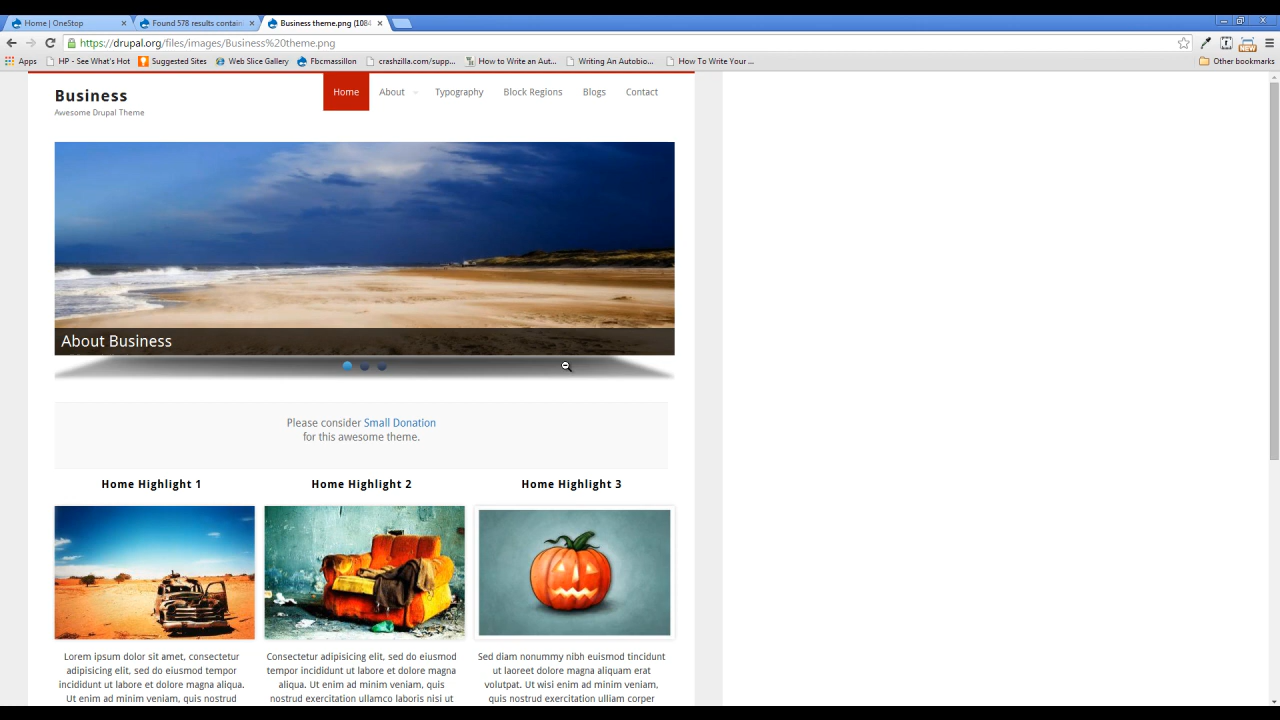 Home | OneStop
Found 578 results contain
Business theme.png (1084
https://drupal.org/files/images/Business%20theme.png
Apps
HP - See What's Hot
Suggested Sites
Web Slice Gallery
Fbcmassillon
crashzilla.com/supp...
How to Write an Aut...
Writing An Autobio...
How To Write Your ...
Other bookmarks
NEW
Business
Awesome Drupal Theme
Home
About
Typography
Block Regions
Blogs
Contact
About Business
Please consider Small Donation
for this awesome theme.
Home Highlight 1
Home Highlight 2
Home Highlight 3
Lorem ipsum dolor sit amet, consectetur
adipisicing elit, sed do eiusmod tempor
incididunt ut labore et dolore magna aliqua.
Ut enim ad minim veniam, quis nostrud
Consectetur adipisicing elit, sed do eiusmod
tempor incididunt ut labore et dolore magna
aliqua. Ut enim ad minim veniam, quis
nostrud exercitation ullamco laboris nisi ut
Sed diam nonummy nibh euismod tincidunt
ut laoreet dolore magna aliquam erat
volutpat. Ut wisi enim ad minim veniam,
quis nostrud exercitation ulliam corper